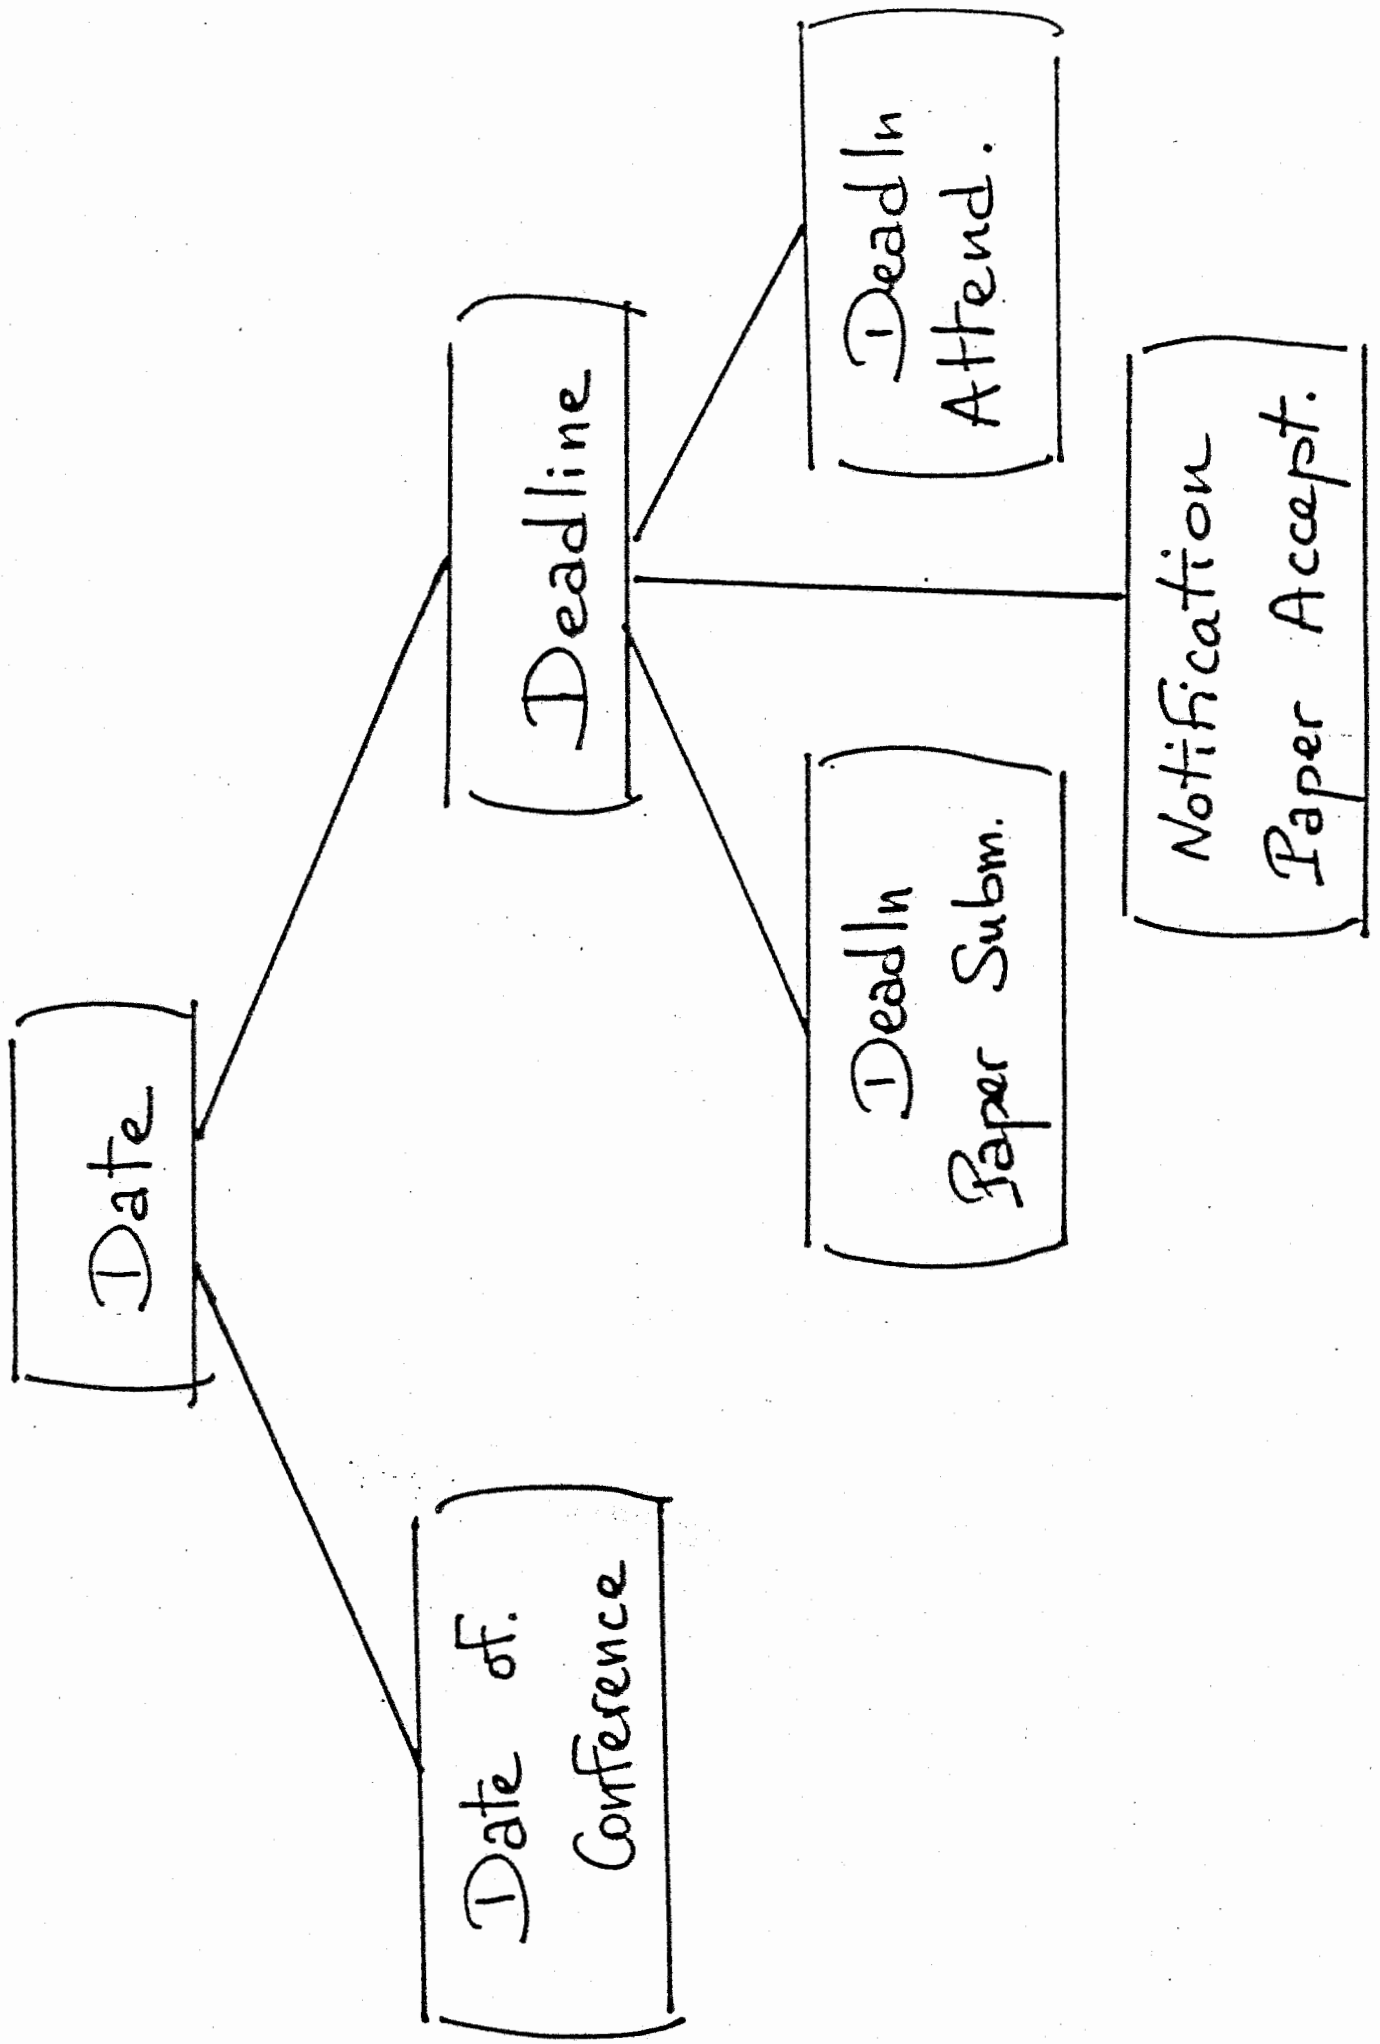 Date
Date of.
Conference
Deadline
Deadln
Paper Subm.
Notification
Paper Accept.
Deadln
Attend.